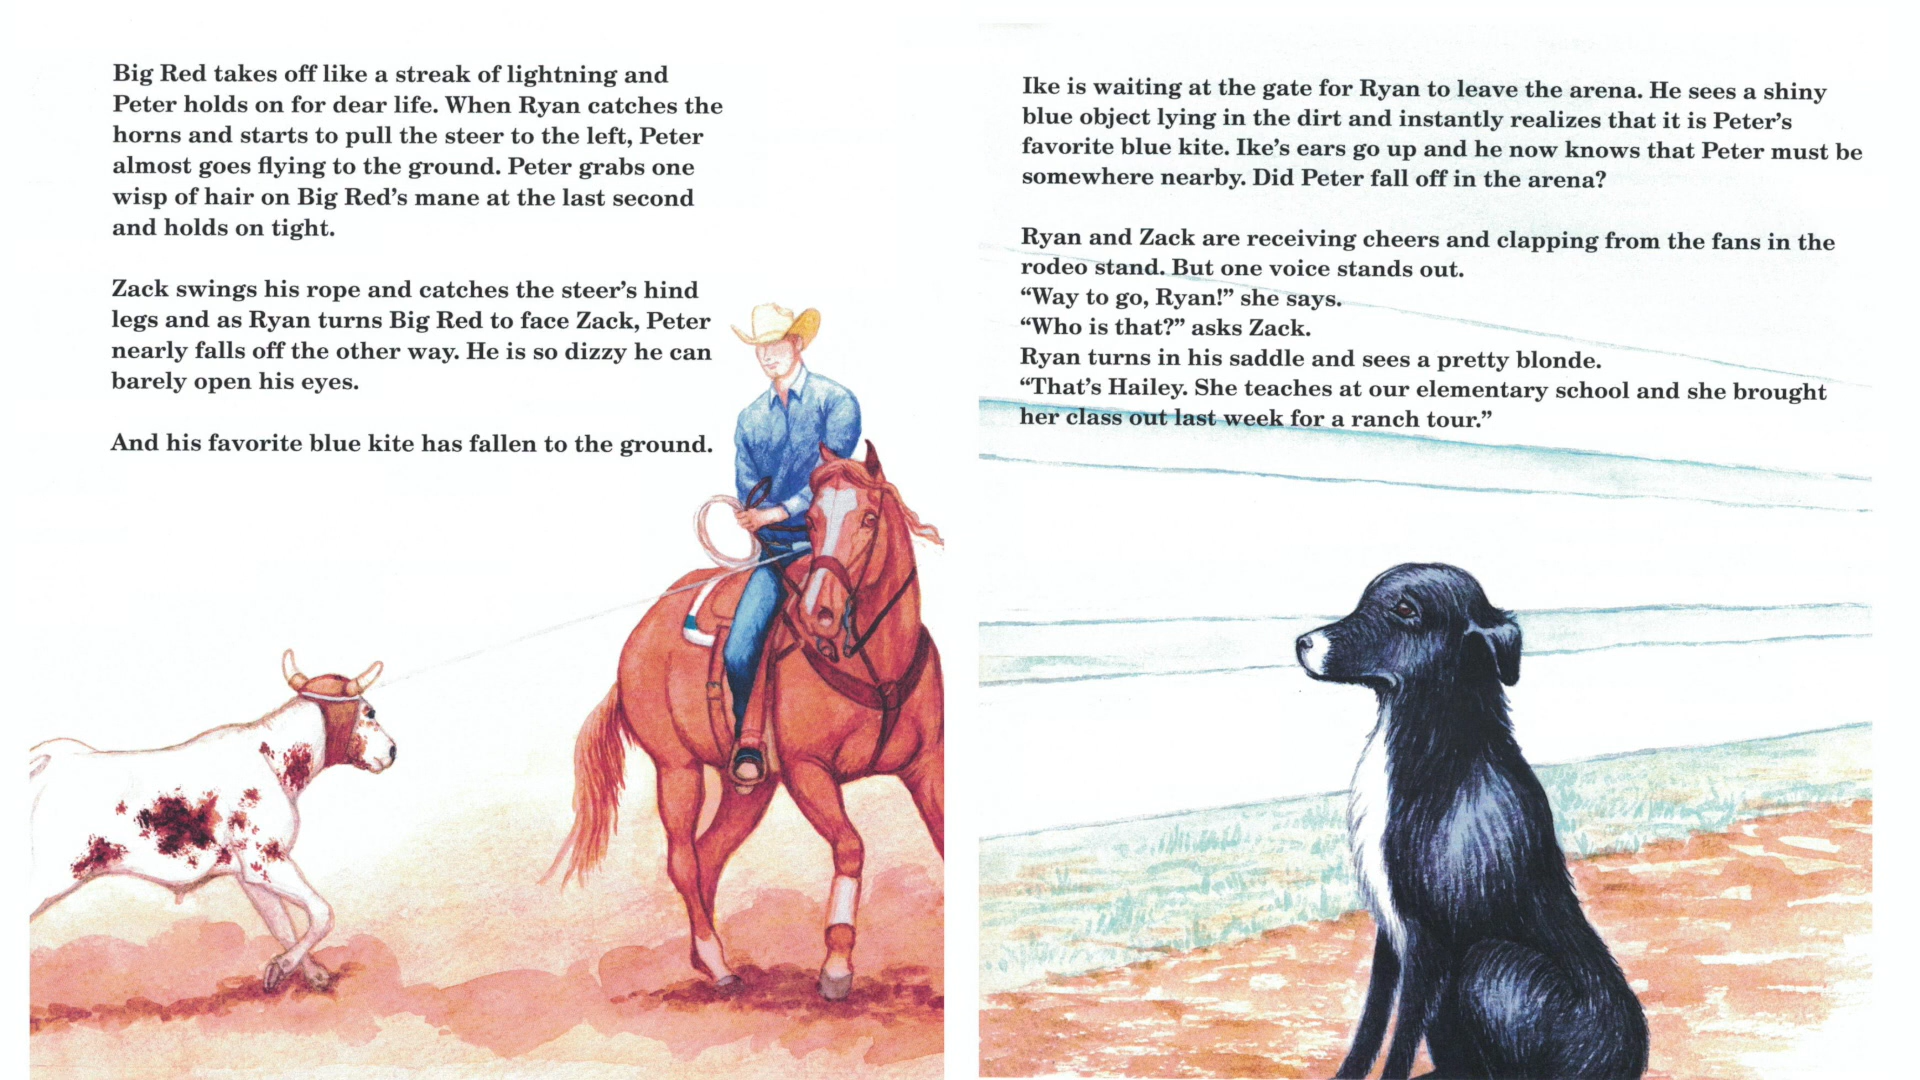 Big Red takes off like a streak of lightning and
Peter holds on for dear life. When Ryan catches the
horns and starts to pull the steer to the left, Peter
almost goes flying to the ground. Peter grabs one
wisp of hair on Big Red’s mane at the last second
and holds on tight.
Zack swings his rope and catches the steer’s hind
legs and as Ryan turns Big Red to face Zack, Peter
nearly falls off the other way. He is so dizzy he can
barely open his eyes.
And his favorite blue kite has fallen to the ground.
Ike is waiting at the gate for Ryan to leave the arena. He sees a shiny
blue object lying in the dirt and instantly realizes that it is Peter’s
favorite blue kite. Ike’s ears go up and he now knows that Peter must be
somewhere nearby. Did Peter fall off in the arena?
Ryan and Zack are receiving cheers and clapping from the fans in the
rodeo stand. But one voice stands out.
“Way to go, Ryan!” she says.
“Who is that?” asks Zack.
Ryan turns in his saddle and sees a pretty blonde.
“That’s Hailey. She teaches at our elementary school and she brought
her class out last week for a ranch tour.”